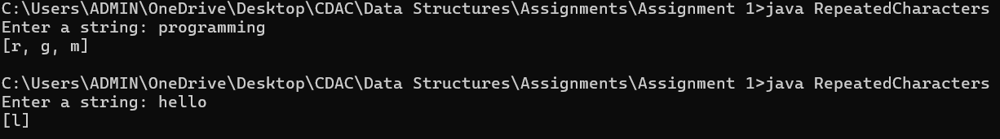 C:\Users\ADMIN\OneDrive\Desktop\CDAC\Data Structures\Assignments\Assignment 1>java RepeatedCharacters
Enter a string: programming
[r, g, m]
C:\Users\ADMIN\OneDrive\Desktop\CDAC\Data Structures\Assignments\Assignment 1>java RepeatedCharacters
Enter a string: hello
[l]